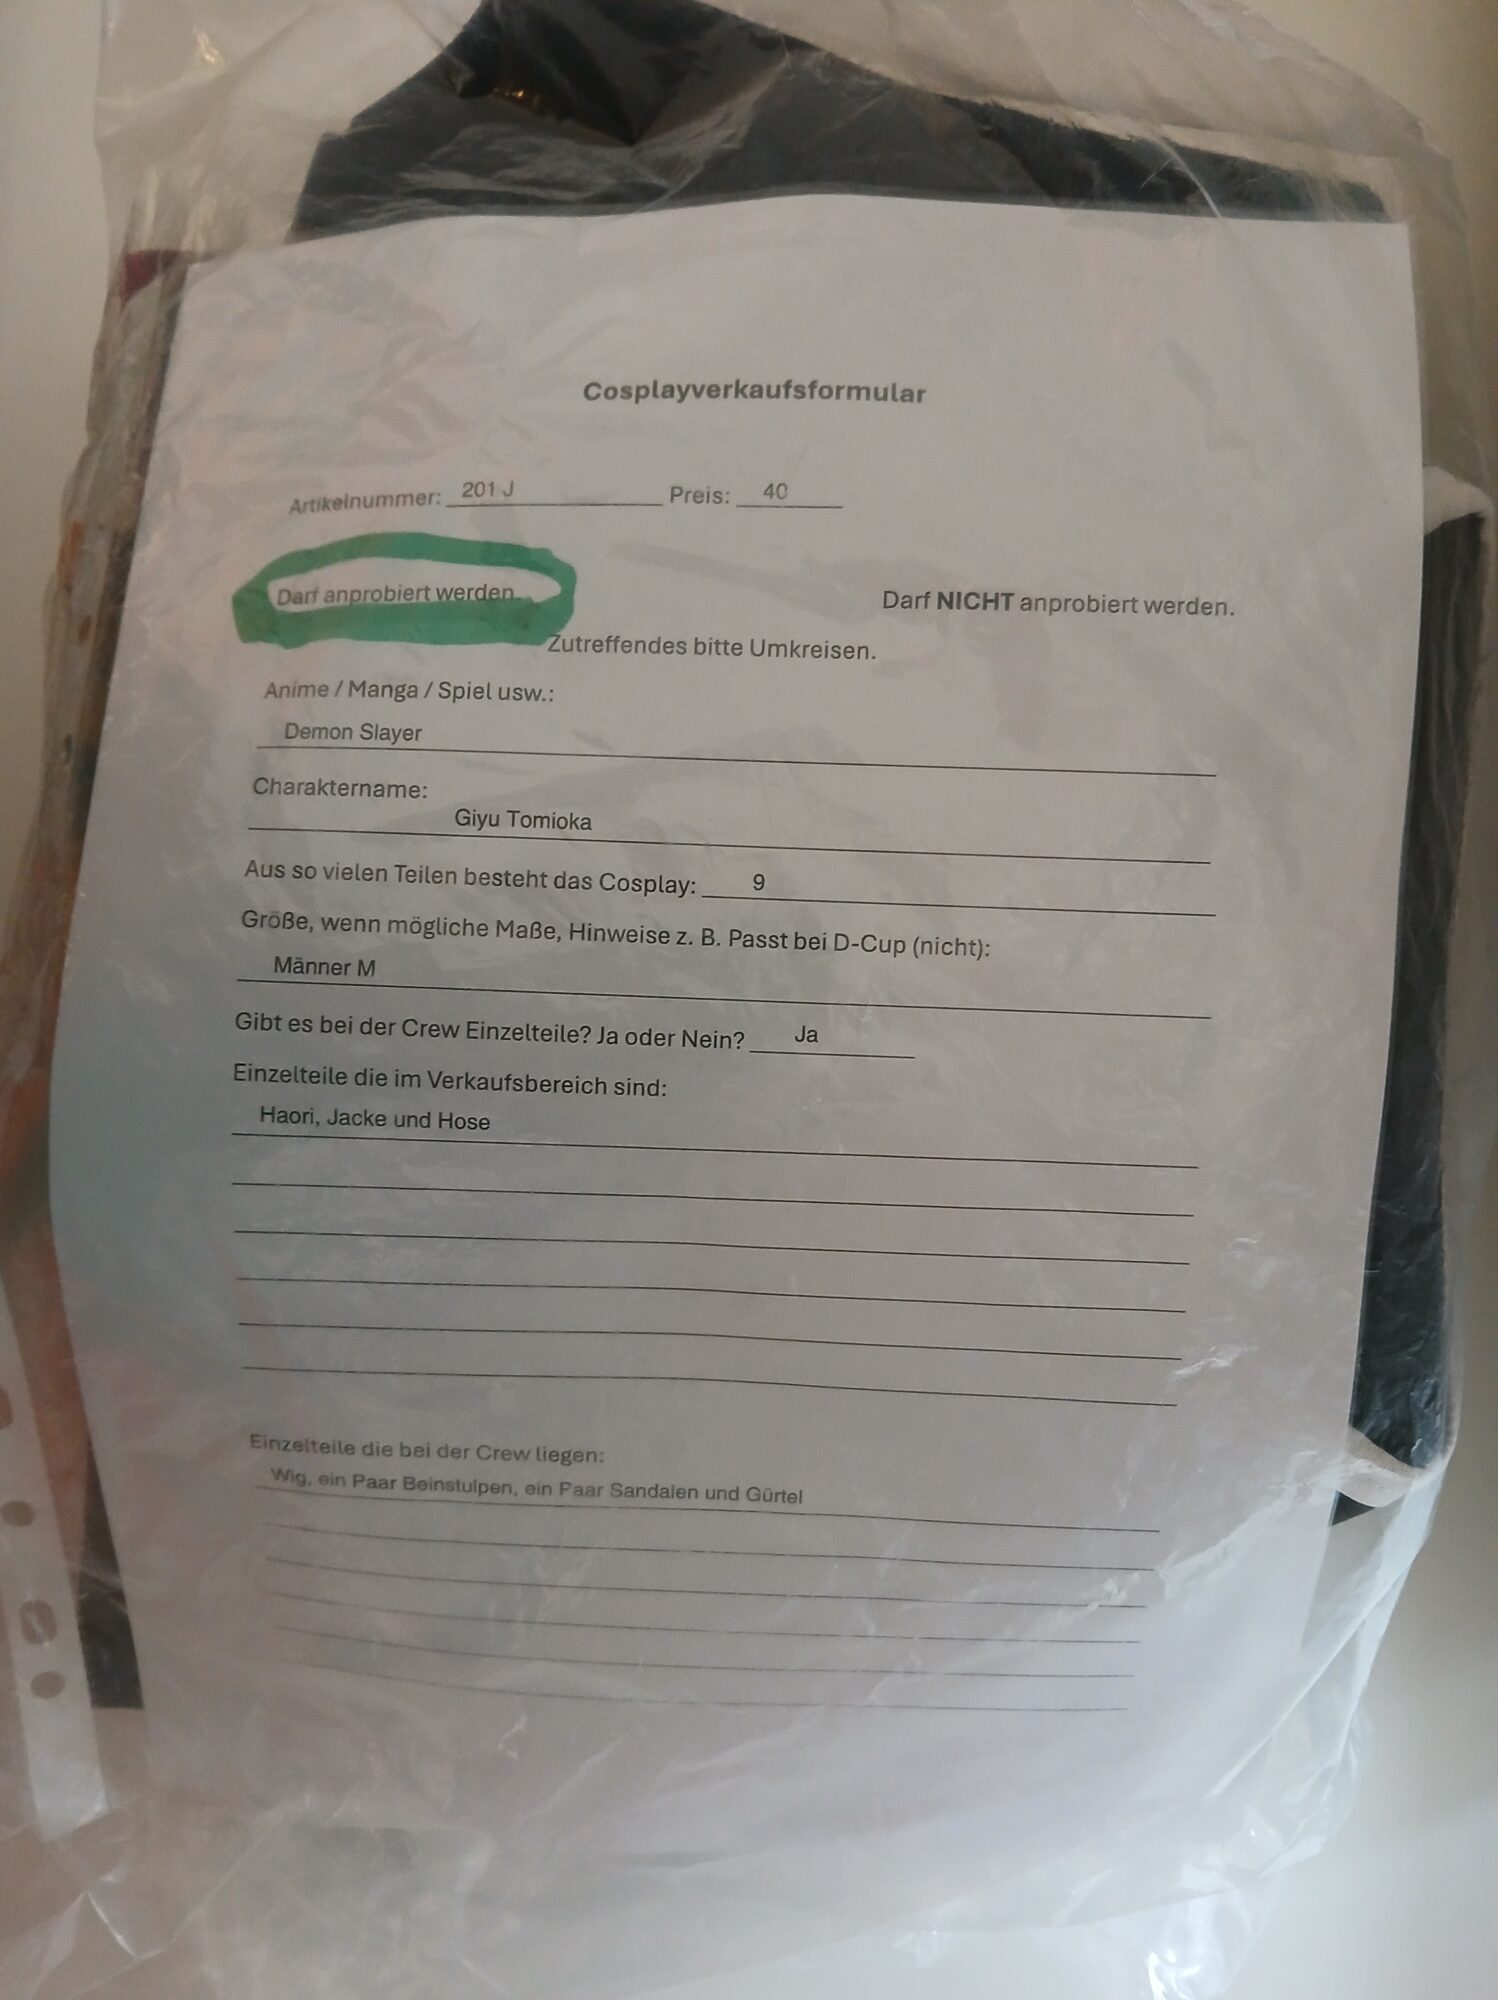 Cosplayverkaufsformular
Artikelnummer: 201 J Preis: 40
Darf anprobiert werden. Darf NICHT anprobiert werden.
Zutreffendes bitte Umkreisen.
Anime / Manga / Spiel usw.:
Demon Slayer
Charaktername:
Giyu Tomioka
Aus so vielen Teilen besteht das Cosplay: 9
Größe, wenn mögliche Maße, Hinweise z. B. Passt bei D-Cup (nicht):
Männer M
Gibt es bei der Crew Einzelteile? Ja oder Nein? Ja
Einzelteile die im Verkaufsbereich sind:
Haori, Jacke und Hose
Einzelteile die bei der Crew liegen:
Wig, ein Paar Beinstulpen, ein Paar Sandalen und Gürtel